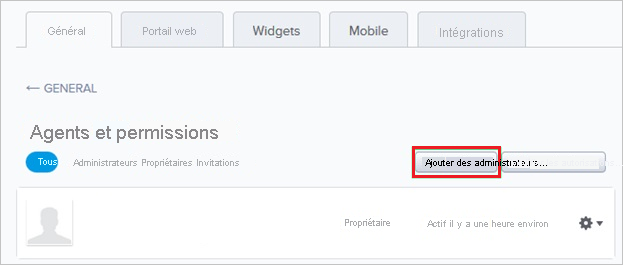 Général Portail web Widgets Mobile Intégrations
← GENERAL
Agents et permissions
Tous Administrateurs Propriétaires Invitations Ajouter des administrateurs...
Propriétaire Actif il y a une heure environ